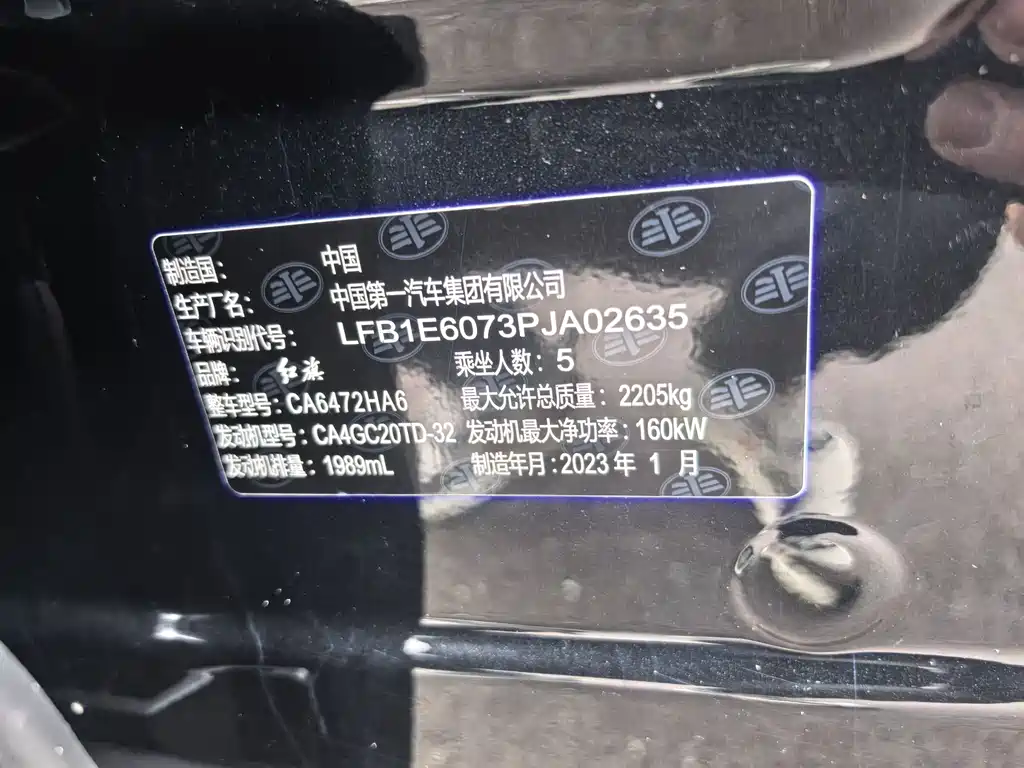 制造国： 中国
生产厂名： 中国第一汽车集团有限公司
车辆识别代号： LFB1E6073PJA02635
品牌： 红旗 乘坐人数：5
整车型号：CA6472HA6 最大允许总质量：2205kg
发动机型号：CA4GC20TD-32 发动机最大净功率：160kW
发动机排量：1989mL 制造年月：2023 年 1 月